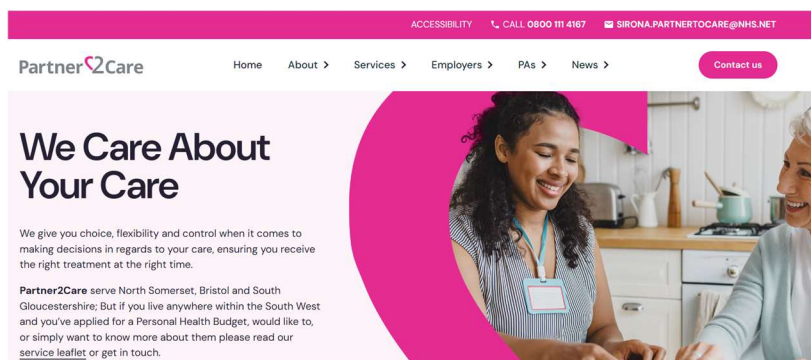 ACCESSIBILITY CALL 0800 111 4167 SIRONA.PARTNERTOCARE@NHS.NET
Partner2Care Home About Services Employers PAs News Contact us
We Care About
Your Care
We give you choice, flexibility and control when it comes to
making decisions in regards to your care, ensuring you receive
the right treatment at the right time.
Partner2Care serve North Somerset, Bristol and South
Gloucestershire; But if you live anywhere within the South West
and you've applied for a Personal Health Budget, would like to,
or simply want to know more about them please read our
service leaflet or get in touch.